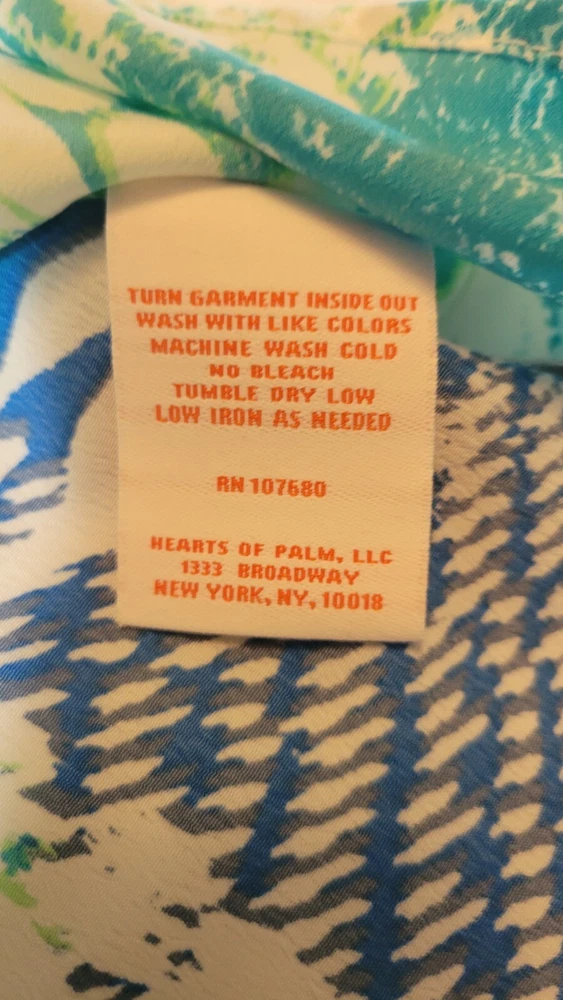 TURN GARMENT INSIDE OUT
WASH WITH LIKE COLORS
MACHINE WASH COLD
NO BLEACH
TUMBLE DRY LOW
LOW IRON AS NEEDED
RN 107680
HEARTS OF PALM, LLC
1333 BROADWAY
NEW YORK, NY, 10018